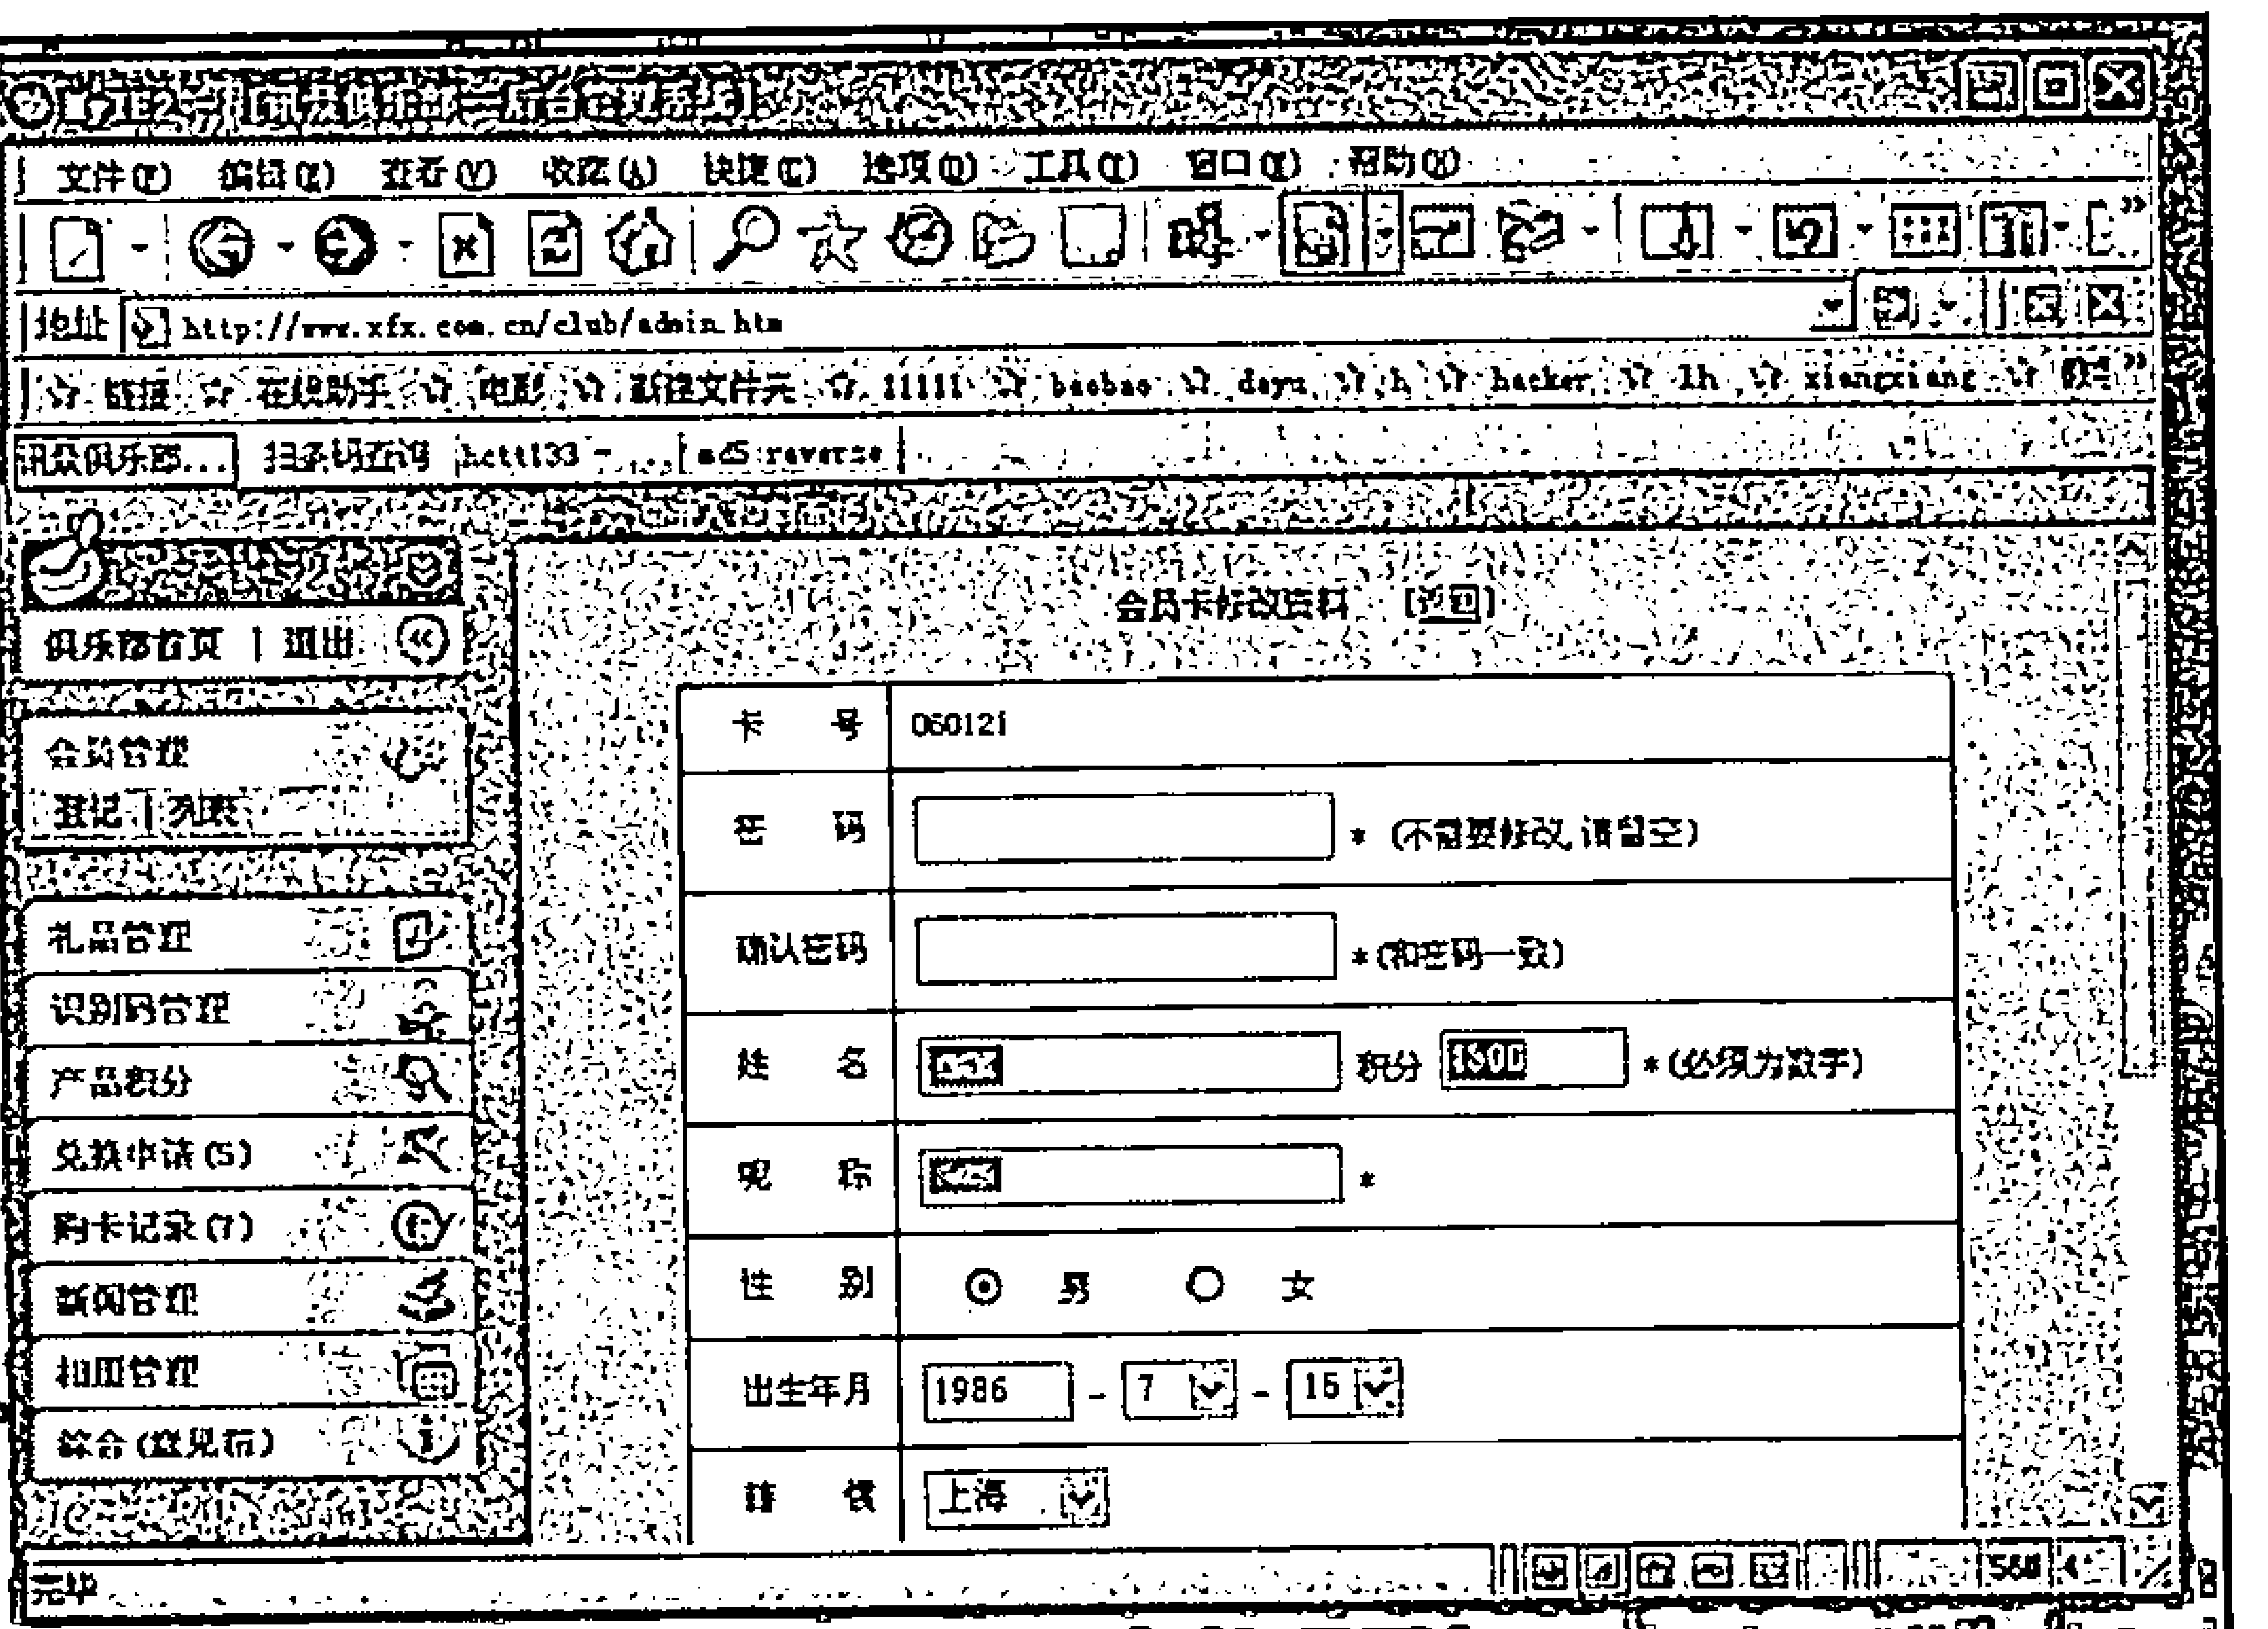 文件(F) 编辑(E) 查看(V) 收藏(A) 快捷(C) 选项(O) 工具(T) 窗口(W) 帮助(H)
地址 http://www.xfx.com.cn/club/admin.htm
链接 在线助手 电影 新建文件夹 11111 baobao dayu h hacker lh xiangxiang
讯众俱乐部... hctt133 - ... md5 reverse
会员卡修改资料 [返回]
俱乐部首页 | 退出
会员管理
登记 | 列表
礼品管理
识别码管理
产品积分
兑换申请(5)
购卡记录(7)
新闻管理
扣扣管理
综合(意见箱)
卡 号 060121
密 码 * (不需要修改,请留空)
确认密码 *(和密码一致)
姓 名 积分 *(必须为数字)
昵 称 *
性 别 男 女
出生年月 1986 - 7 - 15
籍 贯 上海
完毕